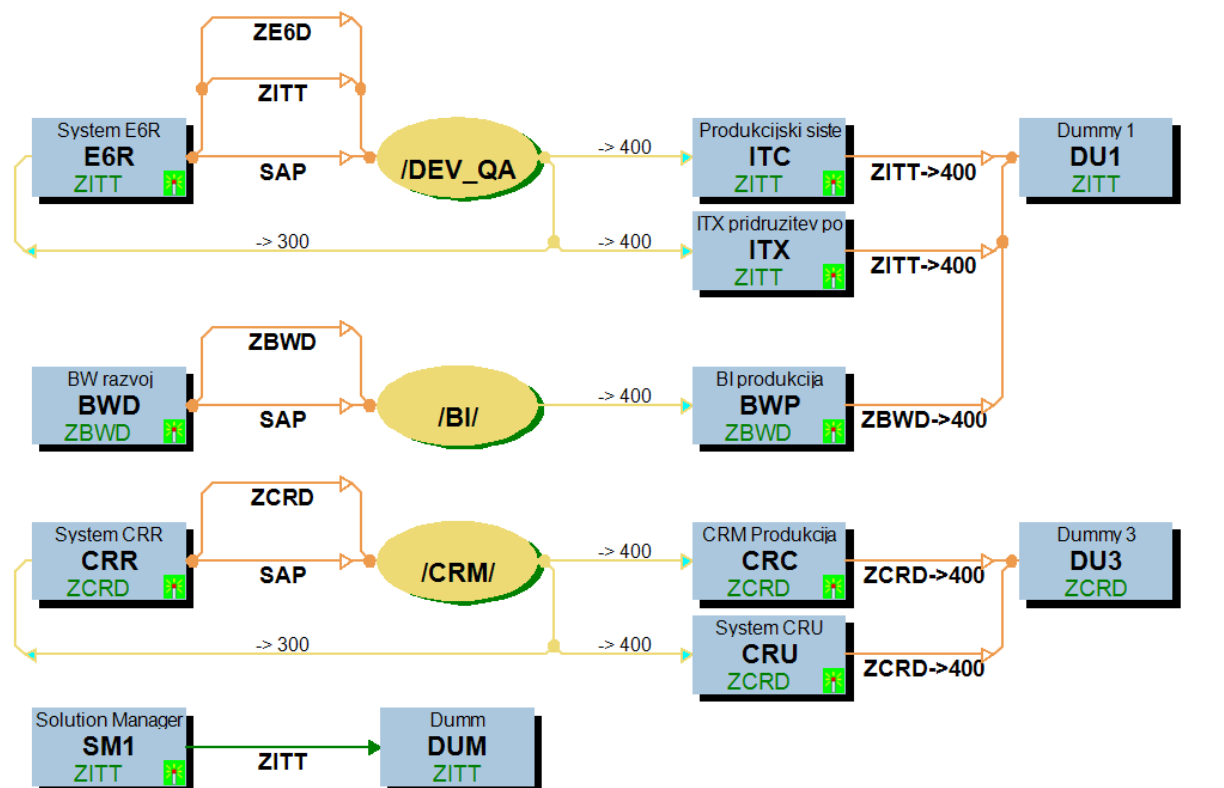 ZE6D
ZITT
System E6R
E6R
ZITT
SAP
/DEV_QA
-> 400
Produkcijski siste
ITC
ZITT
ZITT->400
Dummy 1
DU1
ZITT
-> 300
-> 400
ITX pridruzitev po
ITX
ZITT
ZITT->400
ZBWD
BW razvoj
BWD
ZBWD
SAP
/BI/
-> 400
BI produkcija
BWP
ZBWD
ZBWD->400
ZCRD
System CRR
CRR
ZCRD
SAP
/CRM/
-> 400
CRM Produkcija
CRC
ZCRD
ZCRD->400
Dummy 3
DU3
ZCRD
-> 300
-> 400
System CRU
CRU
ZCRD
ZCRD->400
Solution Manager
SM1
ZITT
ZITT
Dumm
DUM
ZITT